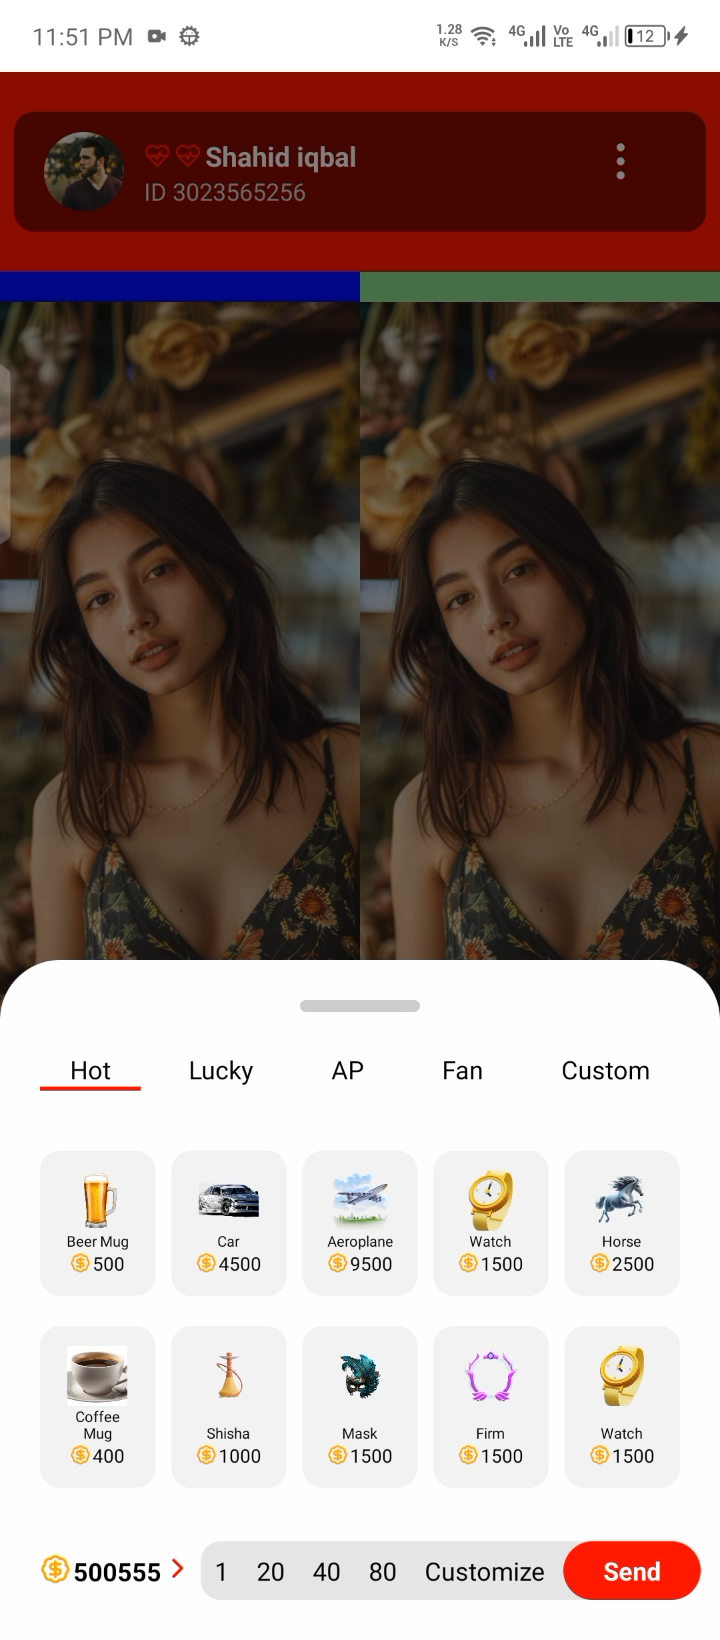 11:51 PM 1.28 K/S 4G Vo LTE 4G 12
Shahid iqbal
ID 3023565256
Hot Lucky AP Fan Custom
Beer Mug Car Aeroplane Watch Horse
500 4500 9500 1500 2500
Coffee
Mug Shisha Mask Firm Watch
400 1000 1500 1500 1500
500555 1 20 40 80 Customize Send